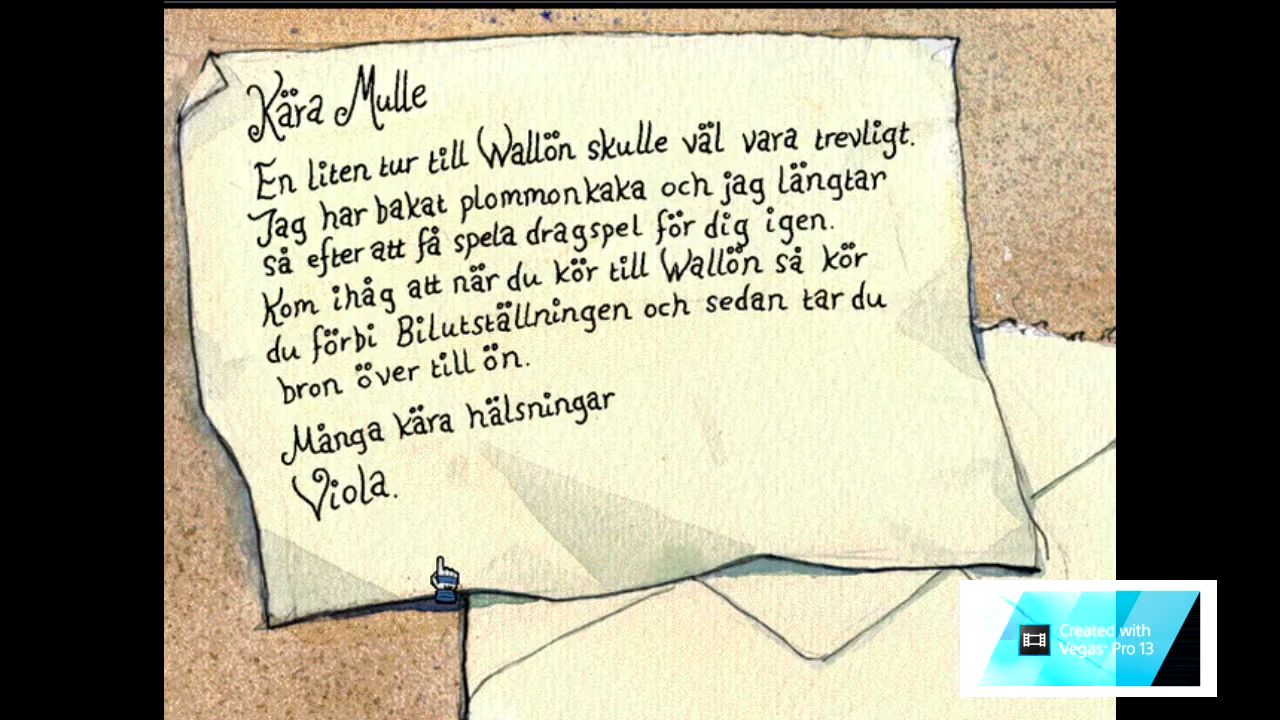 Kära Mulle
En liten tur till Wallön skulle väl vara trevligt.
Jag har bakat plommonkaka och jag längtar
så efter att få spela dragspel för dig igen.
Kom ihåg att när du kör till Wallön så kör
du förbi Bilutställningen och sedan tar du
bron över till ön.
Många kära hälsningar
Viola.
Created with
Vegas Pro 13